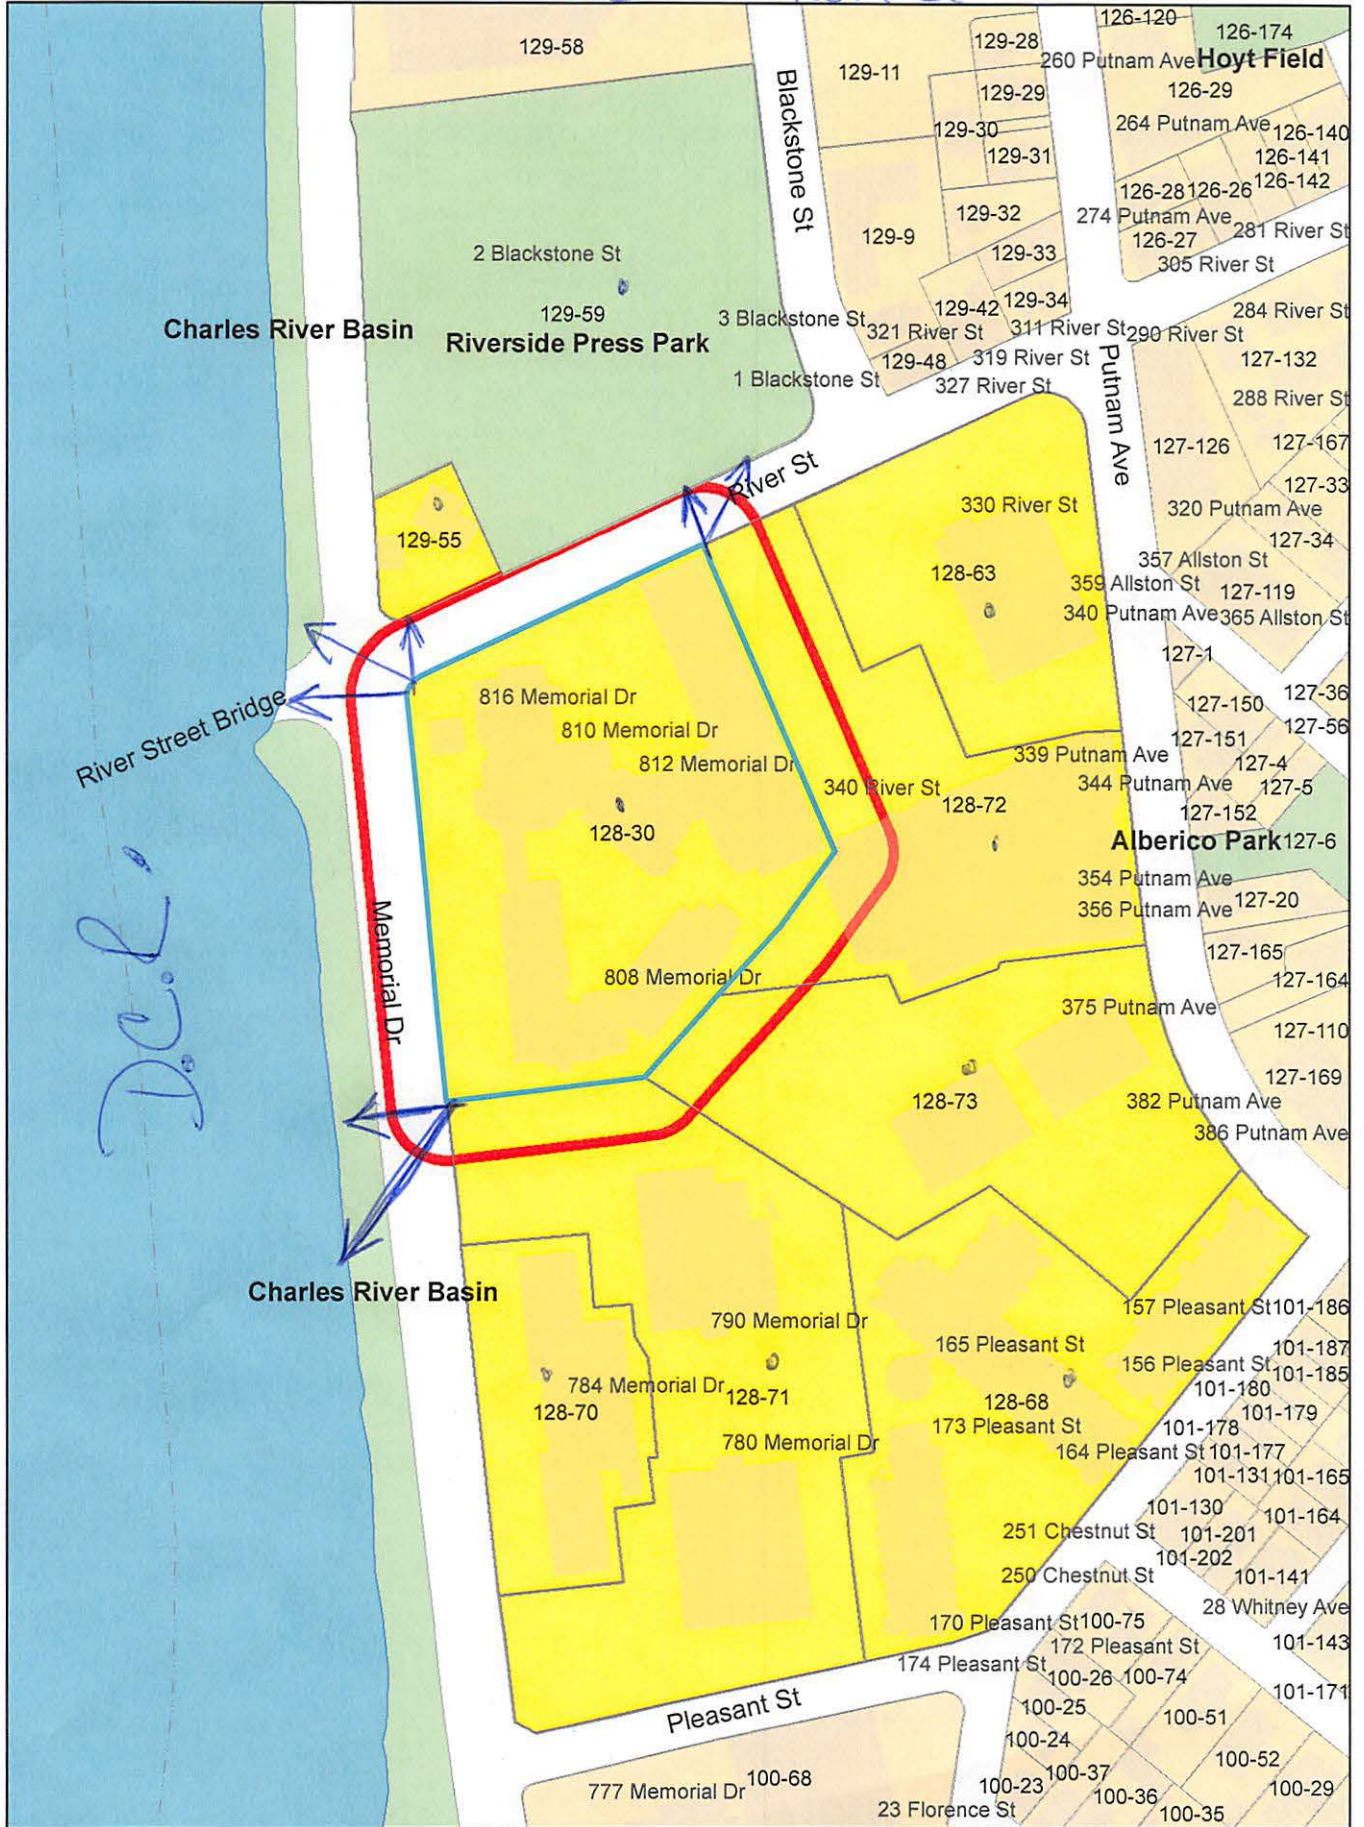 129-58
129-11
129-28
126-120
126-174
260 Putnam Ave
Hoyt Field
129-29
126-29
129-30
264 Putnam Ave
126-140
129-31
126-141
Blackstone St
126-28
126-26
126-142
129-32
274 Putnam Ave
129-9
126-27
281 River St
2 Blackstone St
129-33
305 River St
129-59
129-42
129-34
284 River St
Charles River Basin
Riverside Press Park
3 Blackstone St
321 River St
311 River St
290 River St
129-48
319 River St
127-132
1 Blackstone St
327 River St
288 River St
Putnam Ave
127-126
127-167
River St
127-33
330 River St
320 Putnam Ave
129-55
127-34
357 Allston St
128-63
359 Allston St
127-119
340 Putnam Ave
365 Allston St
127-1
816 Memorial Dr
127-150
127-36
River Street Bridge
810 Memorial Dr
127-151
127-56
812 Memorial Dr
339 Putnam Ave
127-4
340 River St
344 Putnam Ave
127-5
128-72
127-152
128-30
Alberico Park
127-6
354 Putnam Ave
D.C.R.
356 Putnam Ave
127-20
Memorial Dr
127-165
808 Memorial Dr
127-164
375 Putnam Ave
127-110
127-169
128-73
382 Putnam Ave
386 Putnam Ave
Charles River Basin
157 Pleasant St
101-186
790 Memorial Dr
165 Pleasant St
101-187
156 Pleasant St
101-185
784 Memorial Dr
128-71
101-180
128-70
128-68
101-179
173 Pleasant St
101-178
780 Memorial Dr
164 Pleasant St
101-177
101-131
101-165
101-130
101-164
251 Chestnut St
101-201
101-202
250 Chestnut St
101-141
28 Whitney Ave
170 Pleasant St
100-75
172 Pleasant St
101-143
174 Pleasant St
100-26
100-74
101-171
100-25
Pleasant St
100-51
100-24
100-52
777 Memorial Dr
100-68
100-37
100-23
100-36
100-29
23 Florence St
100-35